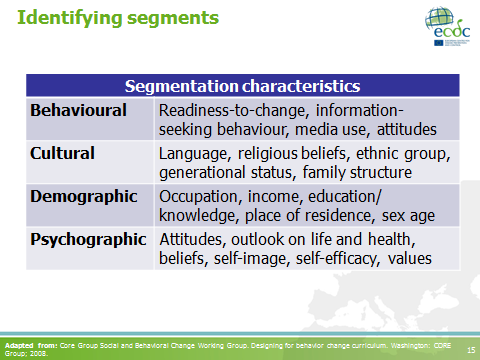 Identifying segments
ecdc
Segmentation characteristics
Behavioural
Readiness-to-change, information-
seeking behaviour, media use, attitudes
Cultural
Language, religious beliefs, ethnic group,
generational status, family structure
Demographic
Occupation, income, education/
knowledge, place of residence, sex age
Psychographic
Attitudes, outlook on life and health,
beliefs, self-image, self-efficacy, values
Adapted from: Core Group Social and Behavioral Change Working Group. Designing for behavior change curriculum. Washington: CORE
Group; 2008.
15